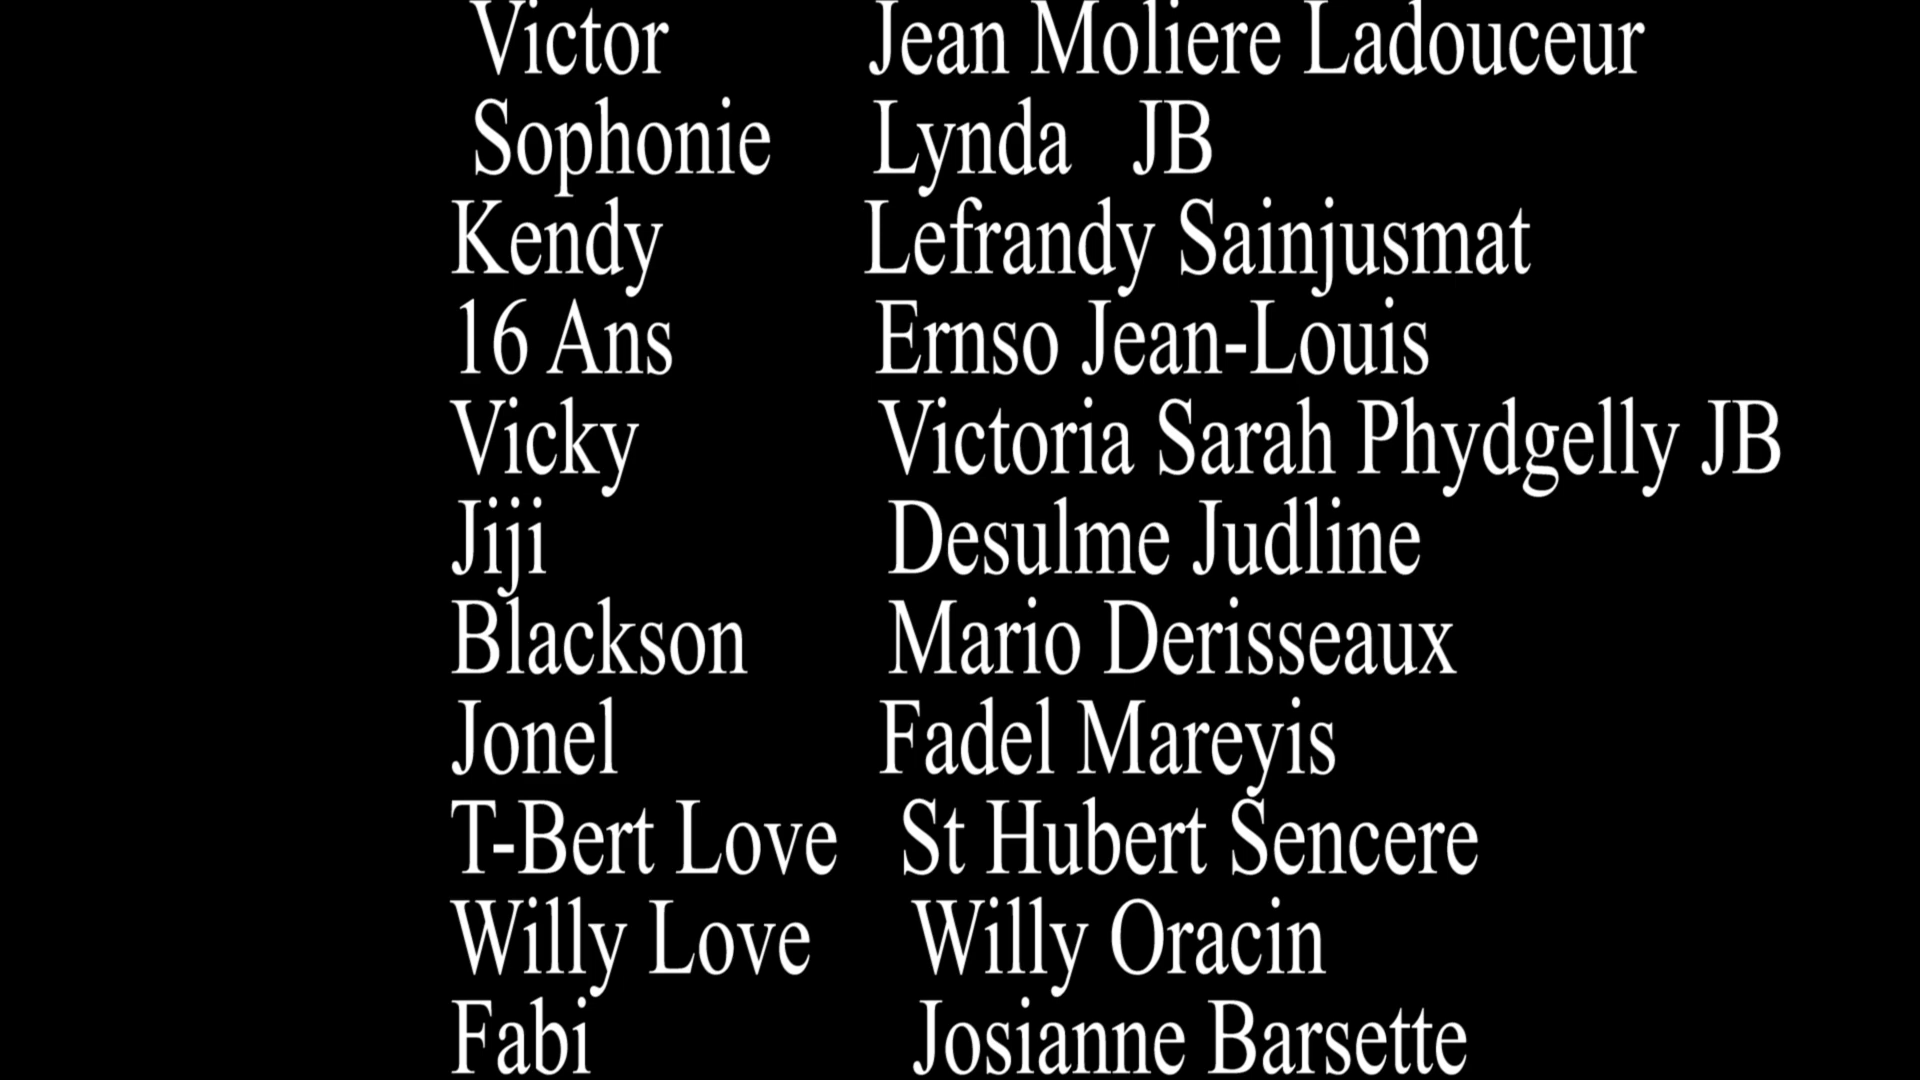 Victor Jean Moliere Ladouceur
Sophonie Lynda JB
Kendy Lefrandy Sainjusmat
16 Ans Ernso Jean-Louis
Vicky Victoria Sarah Phydgelly JB
Jiji Desulme Judline
Blackson Mario Derisseaux
Jonel Fadel Mareyis
T-Bert Love St Hubert Sencere
Willy Love Willy Oracin
Fabi Josianne Barsette